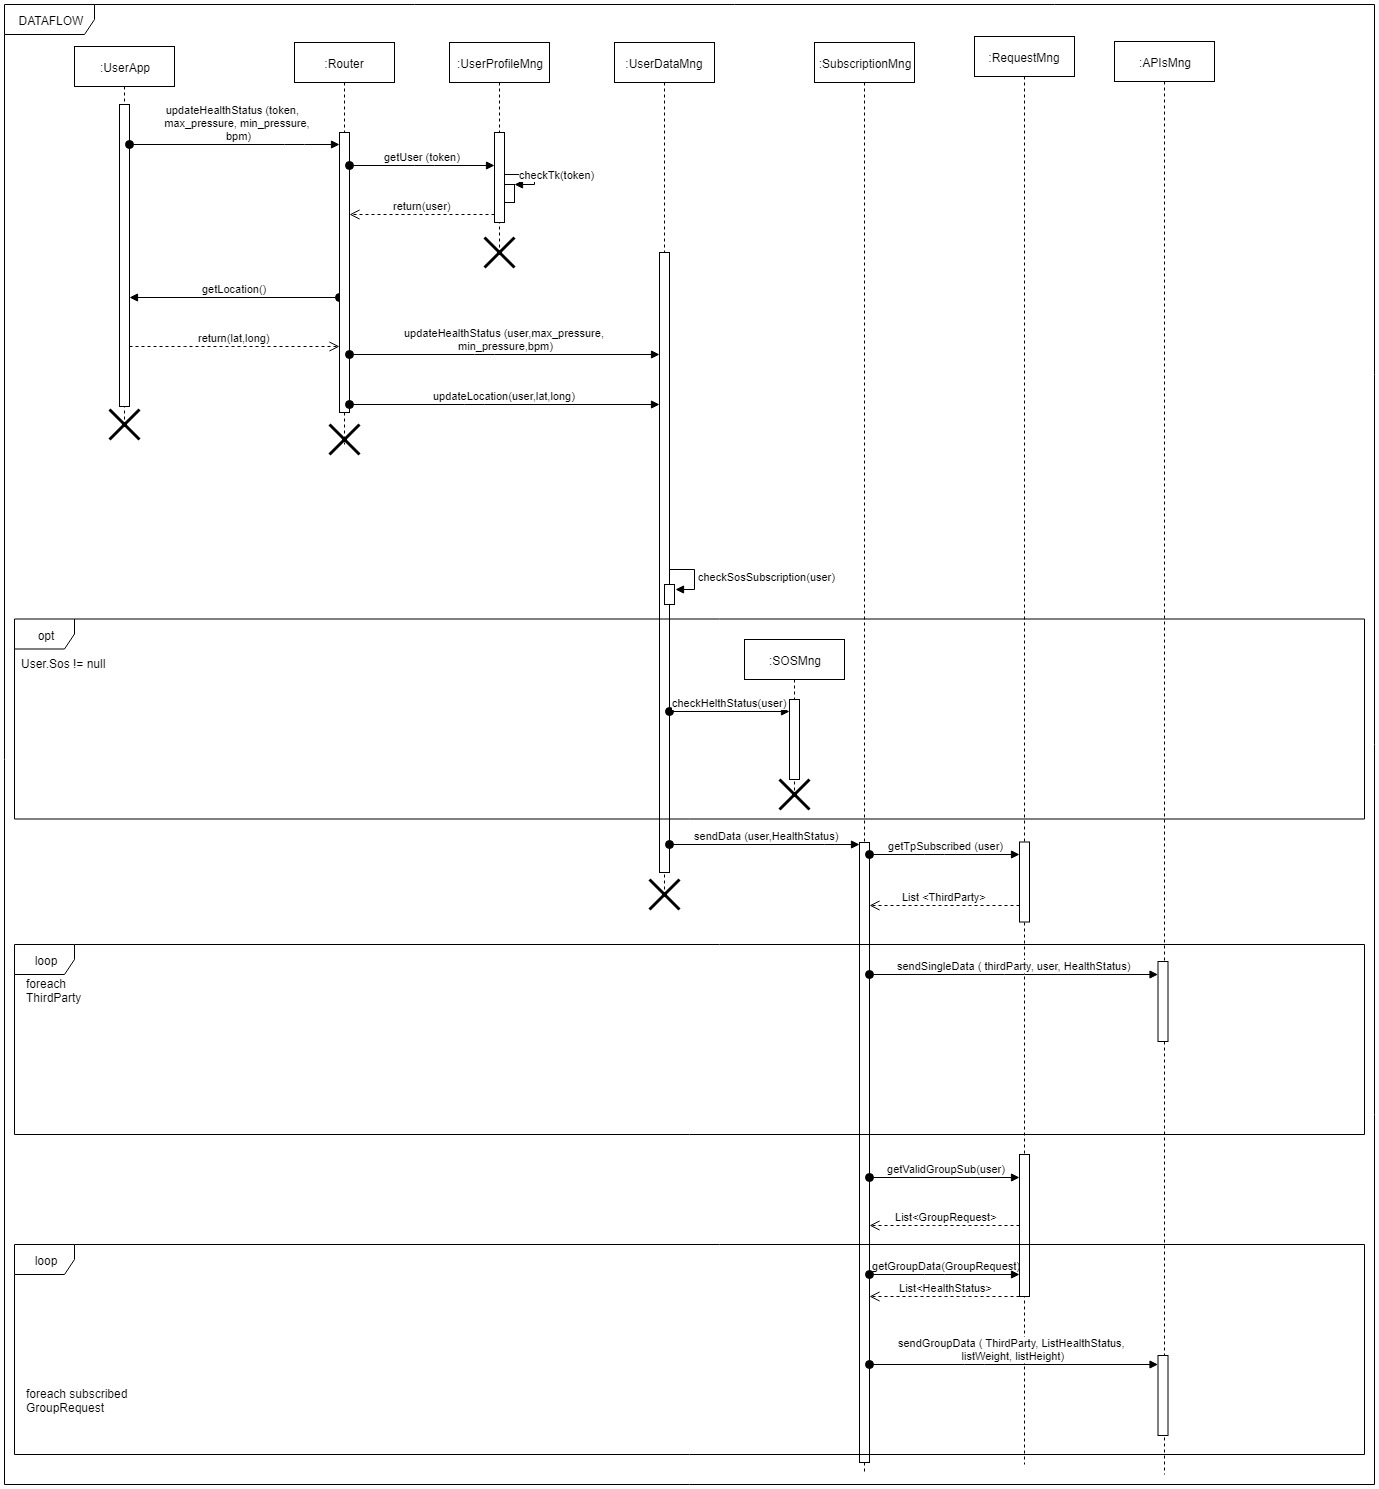 DATAFLOW
:UserApp
:Router
:UserProfileMng
:UserDataMng
:SubscriptionMng
:RequestMng
:APIsMng
updateHealthStatus (token,
max_pressure, min_pressure,
bpm)
getUser (token)
checkTk(token)
return(user)
getLocation()
return(lat,long)
updateHealthStatus (user,max_pressure,
min_pressure,bpm)
updateLocation(user,lat,long)
checkSosSubscription(user)
opt
User.Sos != null
:SOSMng
checkHelthStatus(user)
sendData (user,HealthStatus)
getTpSubscribed (user)
List <ThirdParty>
loop
foreach
ThirdParty
sendSingleData ( thirdParty, user, HealthStatus)
getValidGroupSub(user)
List<GroupRequest>
loop
getGroupData(GroupRequest)
List<HealthStatus>
sendGroupData ( ThirdParty, ListHealthStatus,
listWeight, listHeight)
foreach subscribed
GroupRequest